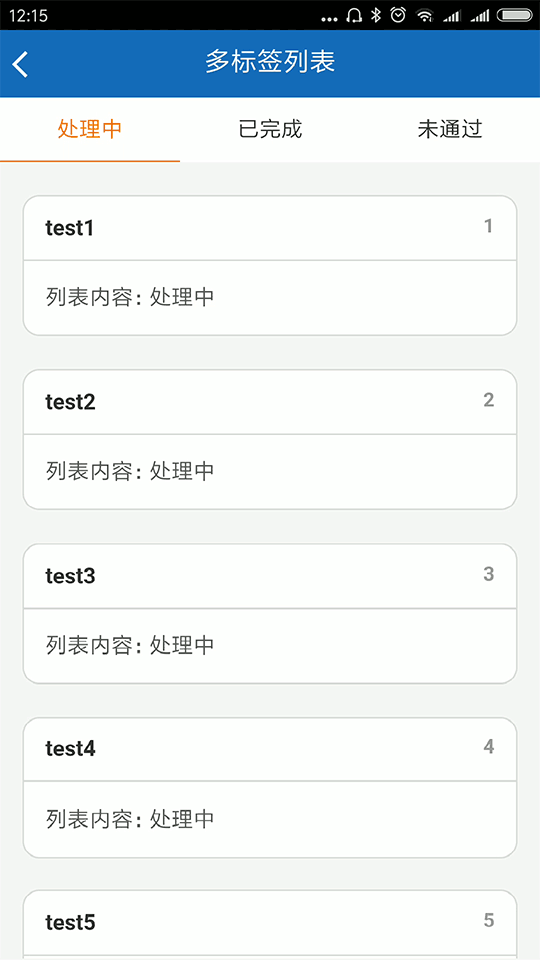 12:15
多标签列表
处理中 已完成 未通过
test1 1
列表内容：处理中
test2 2
列表内容：处理中
test3 3
列表内容：处理中
test4 4
列表内容：处理中
test5 5